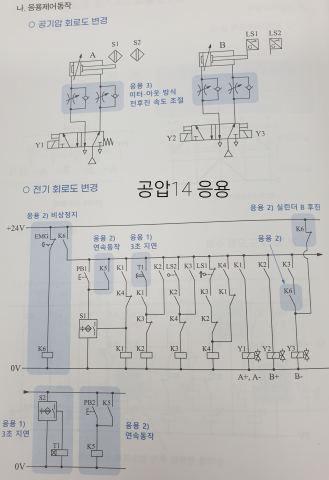 나. 응용제어동작
○ 공기압 회로도 변경
S1 S2 LS1 LS2
A B
응용 3)
미터-아웃 방식
전후진 속도 조절
Y1 Y2 Y3
○ 전기 회로도 변경 공압14 응용
응용 2) 실린더 B 후진
응용 2) 비상정지
+24V K6
EMG K6 응용 2) 연속동작 응용 1) 3초 지연 응용 2)
PB1 K5 K1 T1 K2 LS2 K2 K3 LS1 K4 K1 K2 K3
K4 K1 K2 K3 K1 K6
S1 K3 K4 K2
K6 K1 K2 K3 K4 Y1 Y2 Y3
0V
A+, A- B+ B-
S2 PB2 K5
응용 1)
3초 지연
응용 2)
연속동작
T1 K5
0V